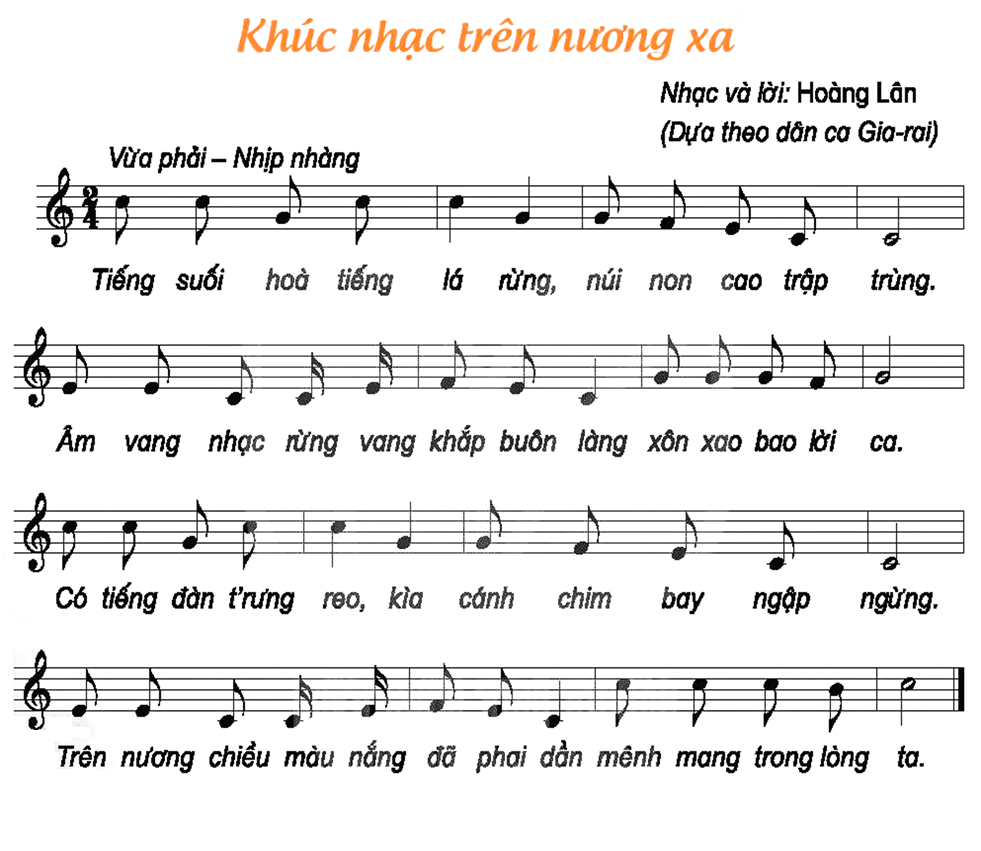 Khúc nhạc trên nương xa
Nhạc và lời: Hoàng Lân
(Dựa theo dân ca Gia-rai)
Vừa phải – Nhịp nhàng
2
4
Tiếng suối hoà tiếng lá rừng, núi non cao trập trùng.
Âm vang nhạc rừng vang khắp buôn làng xôn xao bao lời ca.
Có tiếng đàn t'rưng reo, kìa cánh chim bay ngập ngừng.
Trên nương chiều màu nắng đã phai dần mênh mang trong lòng ta.